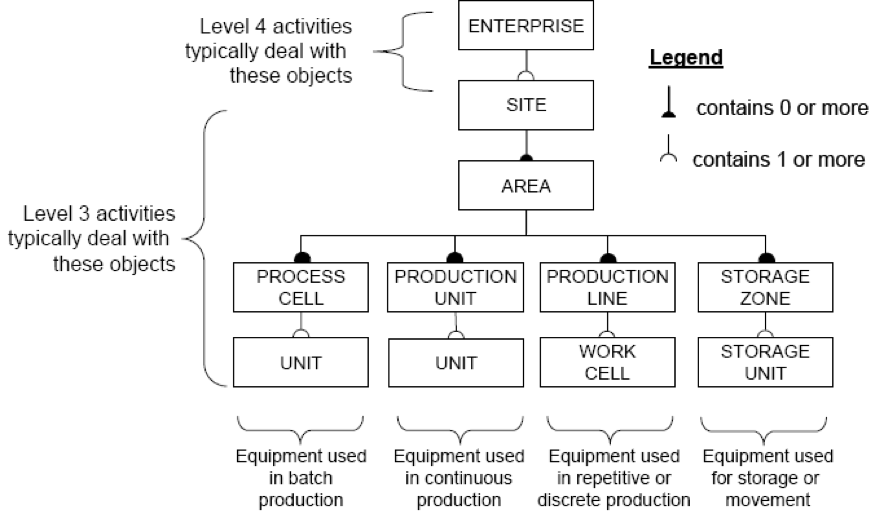 Level 4 activities
typically deal with
these objects
ENTERPRISE
SITE
Legend
contains 0 or more
contains 1 or more
AREA
Level 3 activities
typically deal with
these objects
PROCESS
CELL
PRODUCTION
UNIT
PRODUCTION
LINE
STORAGE
ZONE
UNIT
UNIT
WORK
CELL
STORAGE
UNIT
Equipment used
in batch
production
Equipment used
in continuous
production
Equipment used
in repetitive or
discrete production
Equipment used
for storage or
movement